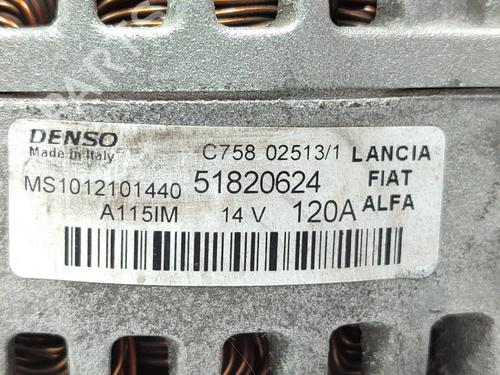 DENSO
Made in Italy
C758 02513/1
LANCIA
FIAT
ALFA
MS1012101440 51820624
A115IM 14 V 120A